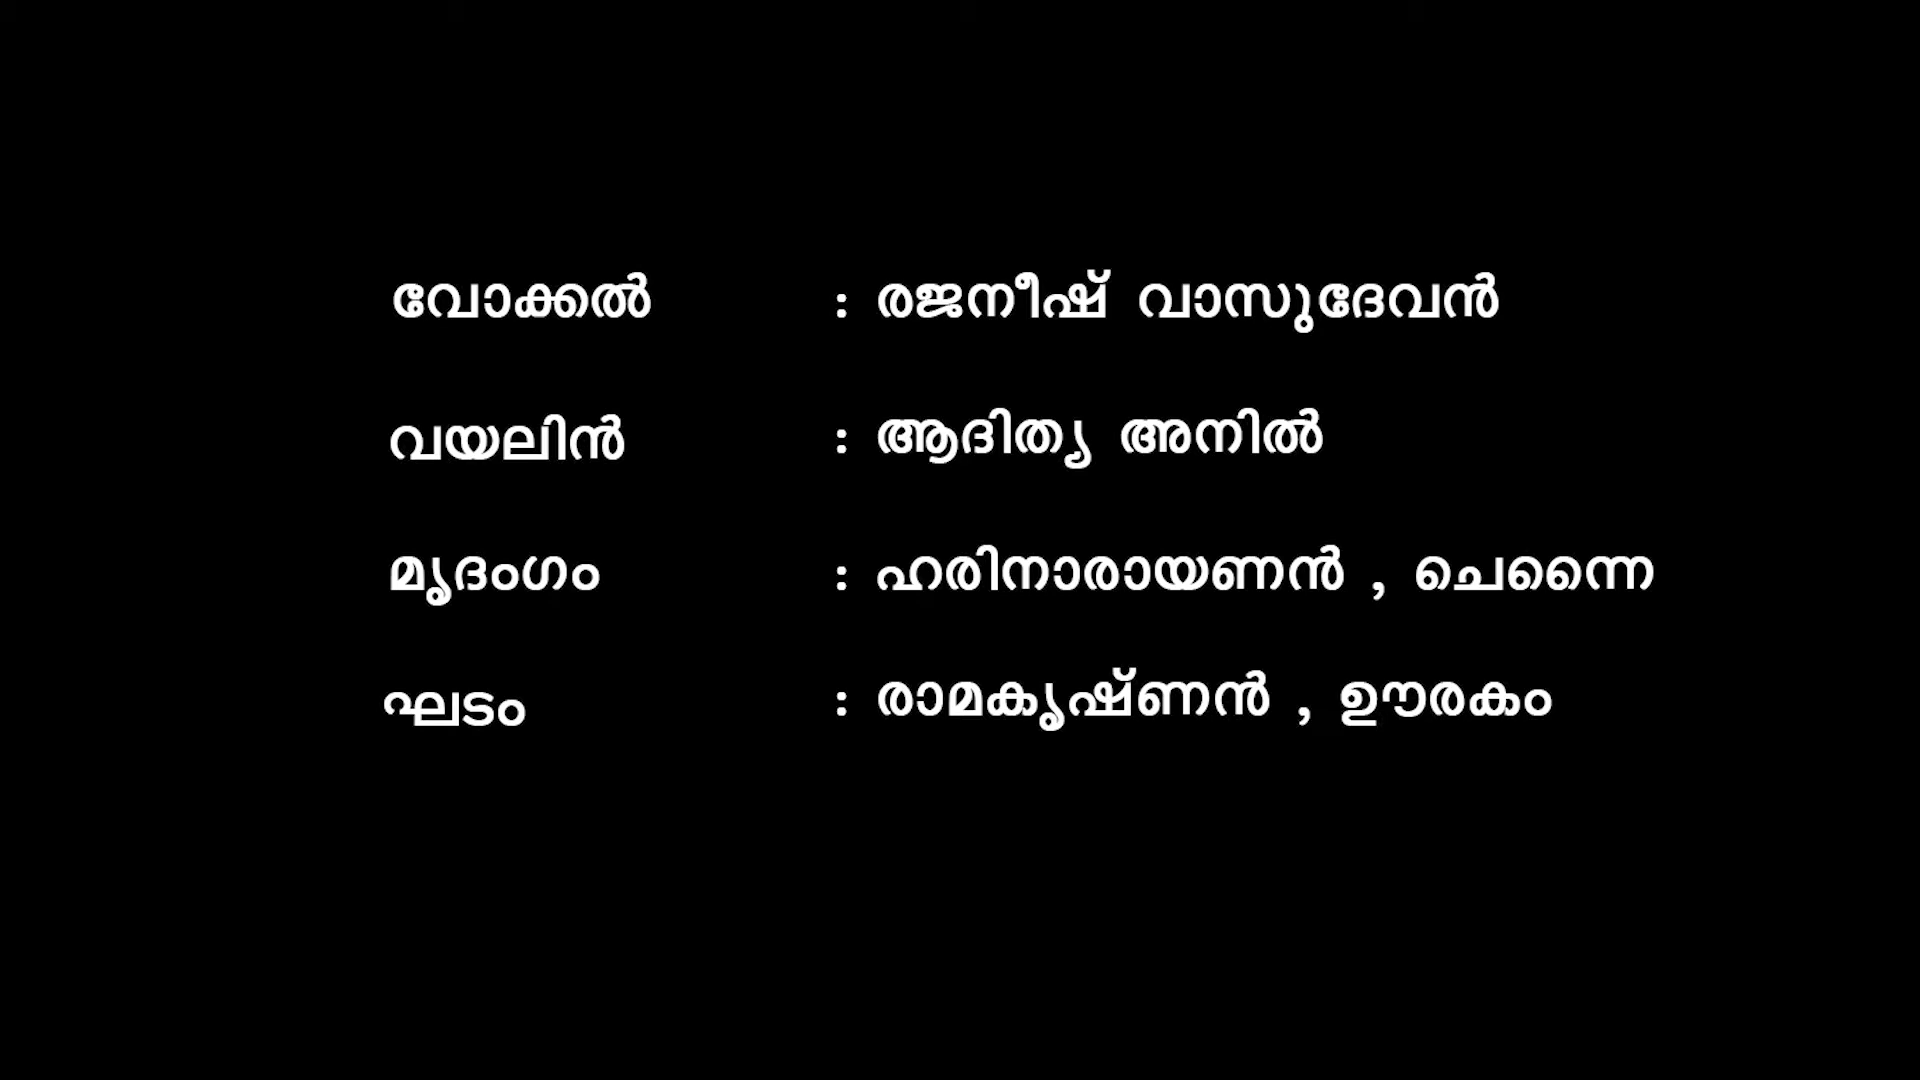 വോക്കൽ : രജനീഷ് വാസുദേവൻ
വയലിൻ : ആദിത്യ അനിൽ
മൃദംഗം : ഹരിനാരായണൻ , ചെന്നൈ
ഘടം : രാമകൃഷ്ണൻ , ഊരകം